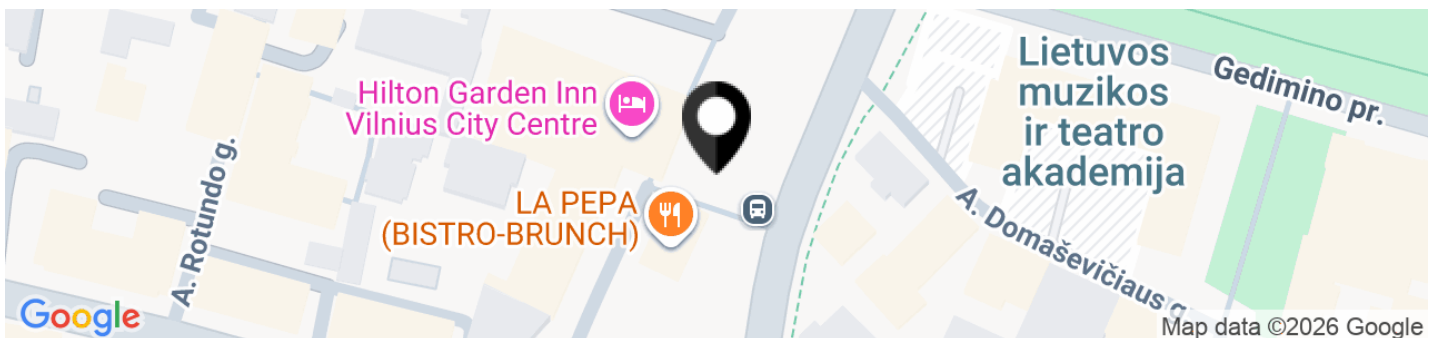 Hilton Garden Inn
Vilnius City Centre
LA PEPA
(BISTRO-BRUNCH)
A. Rotundo g.
Lietuvos
muzikos
ir teatro
akademija
Gedimino pr.
A. Domaševičiaus g.
Google
Map data ©2026 Google